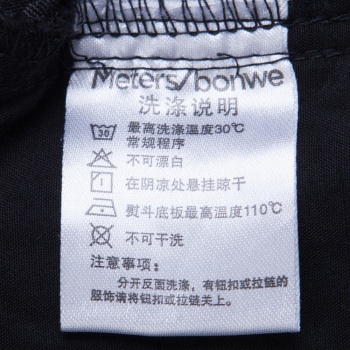 Meters/bonwe
洗涤说明
30 最高洗涤温度30℃
常规程序
不可漂白
在阴凉处悬挂晾干
熨斗底板最高温度110℃
不可干洗
注意事项：
分开反面洗涤，有钮扣或拉链的
服饰请将钮扣或拉链关上。